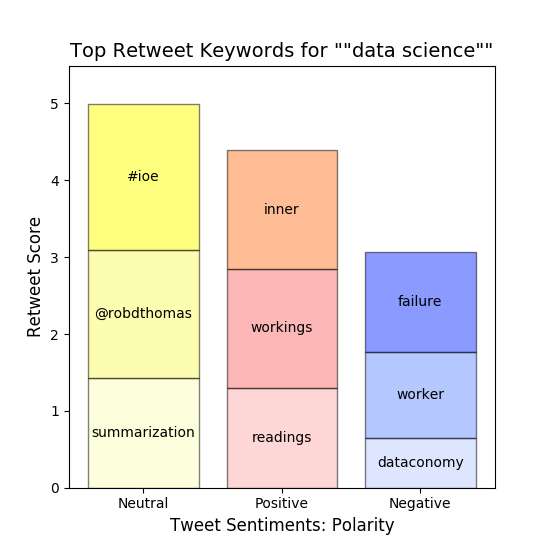 Top Retweet Keywords for ""data science""
Retweet Score
5
4
3
2
1
0
#ioe
@robdthomas
summarization
inner
workings
readings
failure
worker
dataconomy
Neutral
Positive
Negative
Tweet Sentiments: Polarity